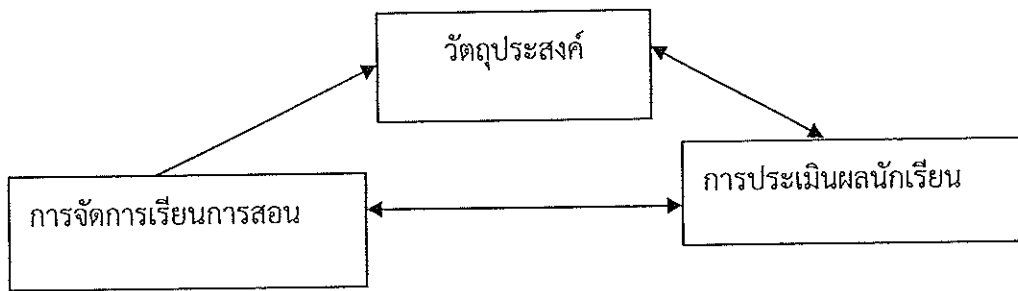 วัตถุประสงค์
การประเมินผลนักเรียน
การจัดการเรียนการสอน